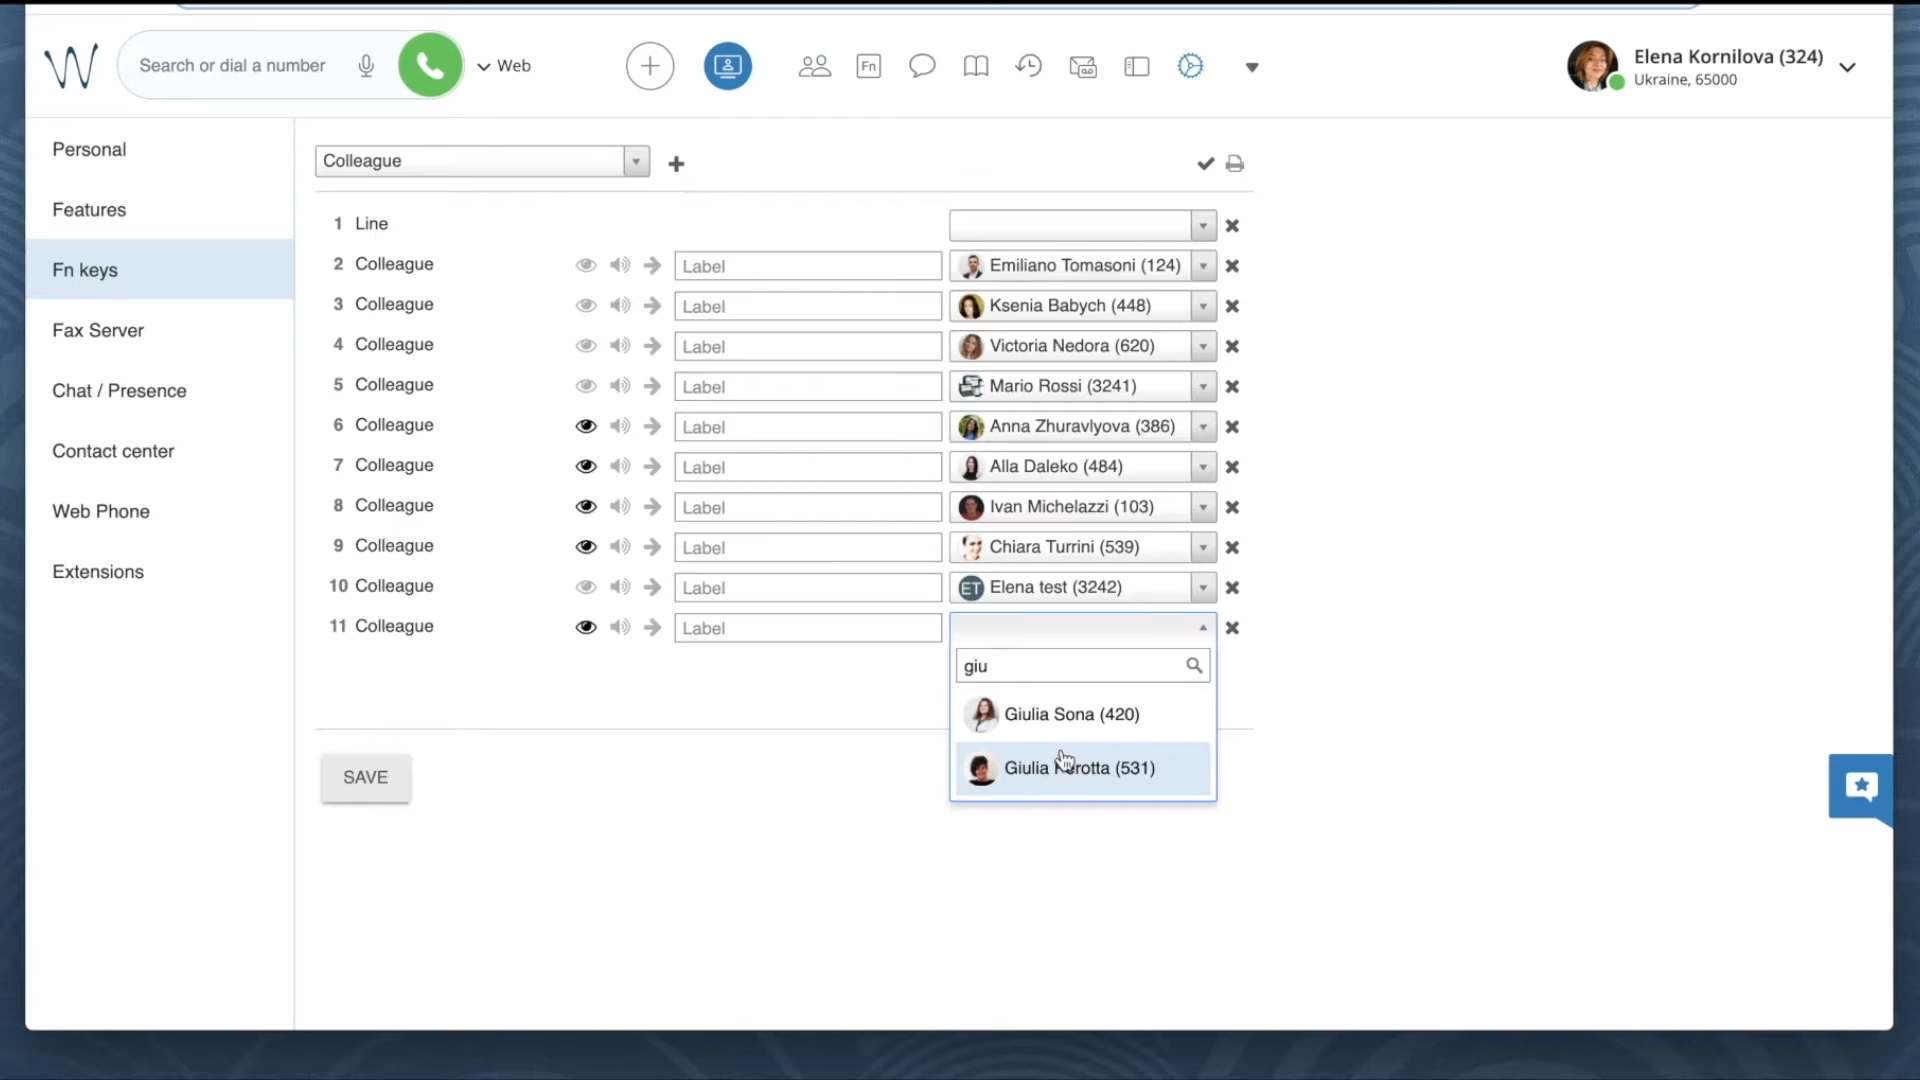 Search or dial a number
Web
Fn
Elena Kornilova (324)
Ukraine, 65000
Personal
Features
Fn keys
Fax Server
Chat / Presence
Contact center
Web Phone
Extensions
Colleague
1 Line
2 Colleague Label Emiliano Tomasoni (124)
3 Colleague Label Ksenia Babych (448)
4 Colleague Label Victoria Nedora (620)
5 Colleague Label Mario Rossi (3241)
6 Colleague Label Anna Zhuravlyova (386)
7 Colleague Label Alla Daleko (484)
8 Colleague Label Ivan Michelazzi (103)
9 Colleague Label Chiara Turrini (539)
10 Colleague Label ET Elena test (3242)
11 Colleague Label
giu
Giulia Sona (420)
Giulia (531)
SAVE